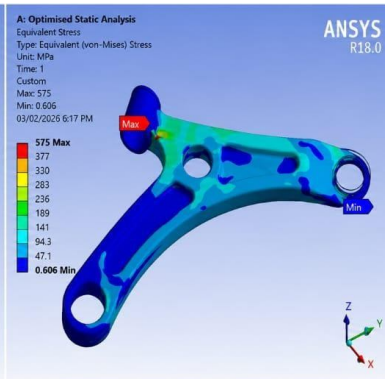 A: Optimised Static Analysis
Equivalent Stress
Type: Equivalent (von-Mises) Stress
Unit: MPa
Time: 1
Custom
Max: 575
Min: 0.606
03/02/2026 6:17 PM
ANSYS
R18.0
575 Max
377
330
283
236
189
141
94.3
47.1
0.606 Min
Max
Min
Z
Y
X